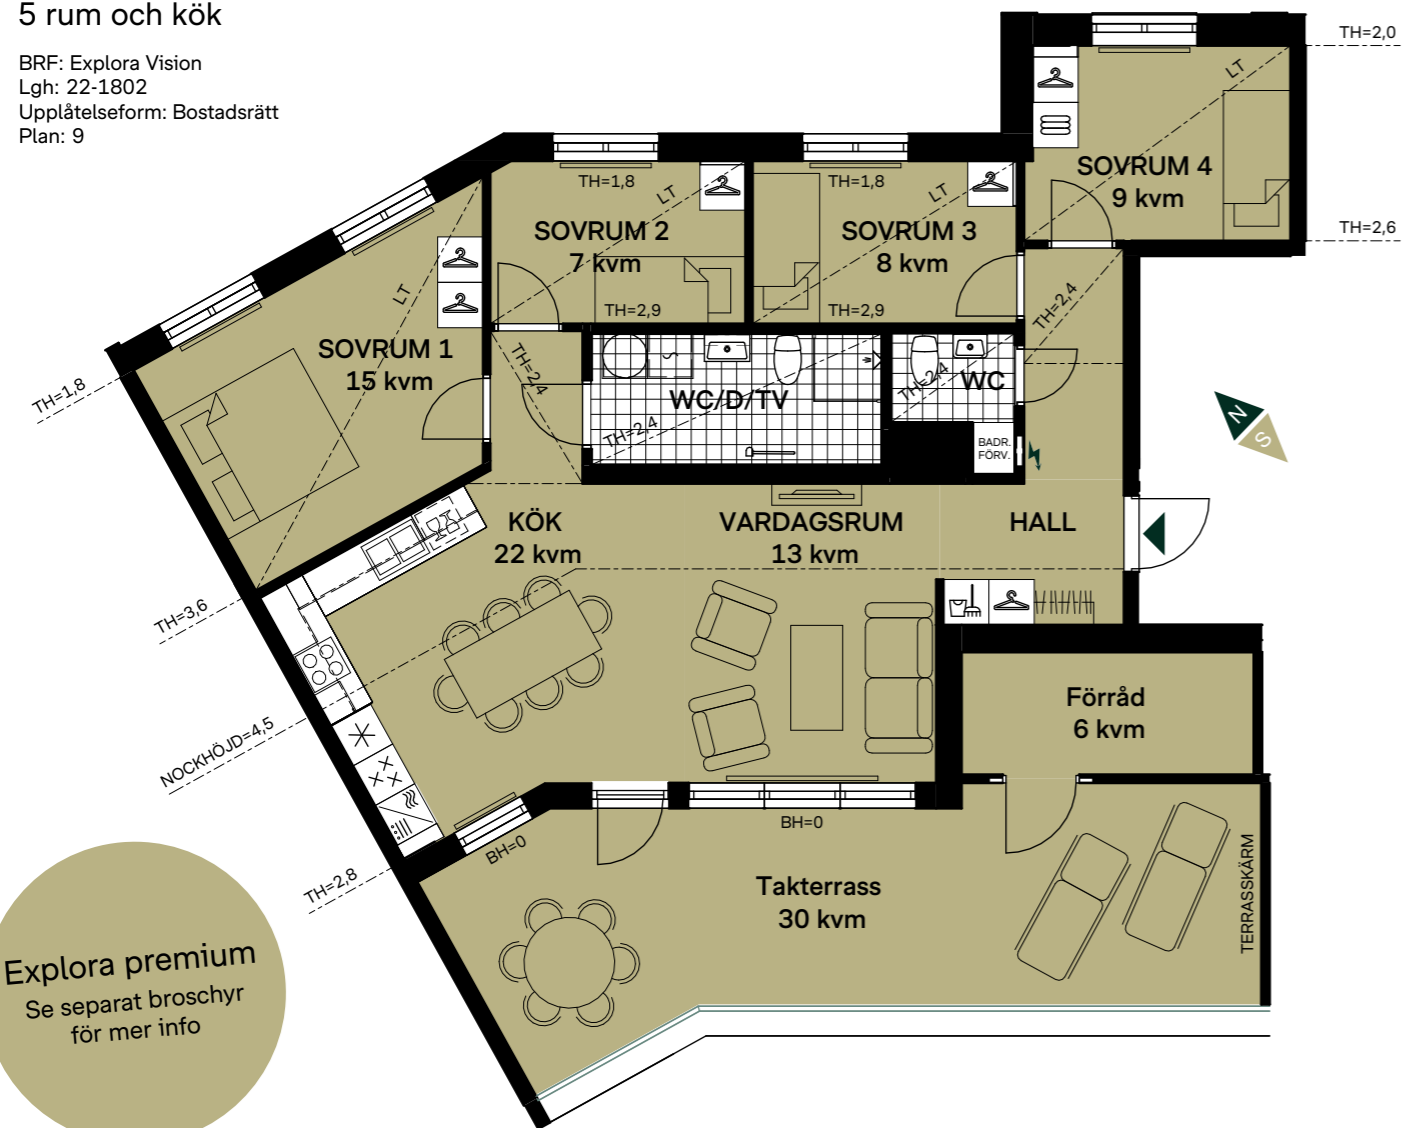 5 rum och kök
BRF: Explora Vision
Lgh: 22-1802
Upplåtelseform: Bostadsrätt
Plan: 9
TH=2,0
LT
SOVRUM 4
9 kvm
TH=2,6
TH=1,8
LT
SOVRUM 2
7 kvm
TH=2,9
TH=1,8
LT
SOVRUM 3
8 kvm
TH=2,9
TH=2,4
LT
SOVRUM 1
15 kvm
TH=1,8
TH=2,4
WC/D/TV
TH=2,4
WC
TH=2,4
BADR.
FÖRV.
N
S
KÖK
22 kvm
VARDAGSRUM
13 kvm
HALL
TH=3,6
NOCKHÖJD=4,5
TH=2,8
Förråd
6 kvm
BH=0
BH=0
Takterrass
30 kvm
TERRASSKÄRM
Explora premium
Se separat broschyr
för mer info